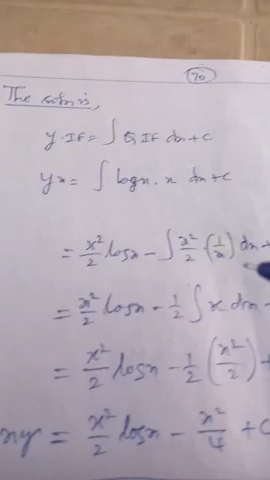 70
The soln is,
y·IF = ∫ Q IF dx + c
yx = ∫ logx · x dx + c
= x²/2 logx - ∫ x²/2 · (1/x) dx +
= x²/2 logx - 1/2 ∫ x dx -
= x²/2 logx - 1/2 (x²/2) +
xy = x²/2 logx - x²/4 + c